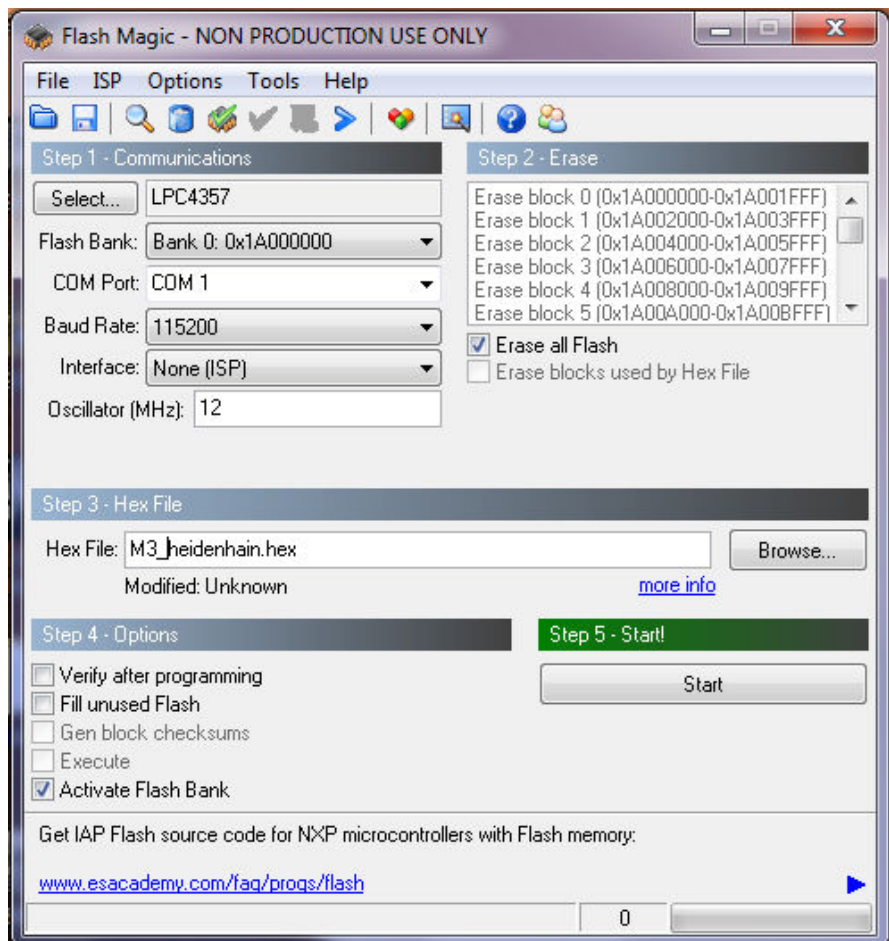 Flash Magic - NON PRODUCTION USE ONLY
File ISP Options Tools Help
Step 1 - Communications
Select... LPC4357
Flash Bank: Bank 0: 0x1A000000
COM Port: COM 1
Baud Rate: 115200
Interface: None (ISP)
Oscillator (MHz): 12
Step 2 - Erase
Erase block 0 (0x1A000000-0x1A001FFF)
Erase block 1 (0x1A002000-0x1A003FFF)
Erase block 2 (0x1A004000-0x1A005FFF)
Erase block 3 (0x1A006000-0x1A007FFF)
Erase block 4 (0x1A008000-0x1A009FFF)
Erase block 5 (0x1A00A000-0x1A00BFFF)
Erase all Flash
Erase blocks used by Hex File
Step 3 - Hex File
Hex File: M3_heidenhain.hex Browse...
Modified: Unknown more info
Step 4 - Options
Verify after programming
Fill unused Flash
Gen block checksums
Execute
Activate Flash Bank
Step 5 - Start!
Start
Get IAP Flash source code for NXP microcontrollers with Flash memory:
www.esacademy.com/faq/progs/flash
0